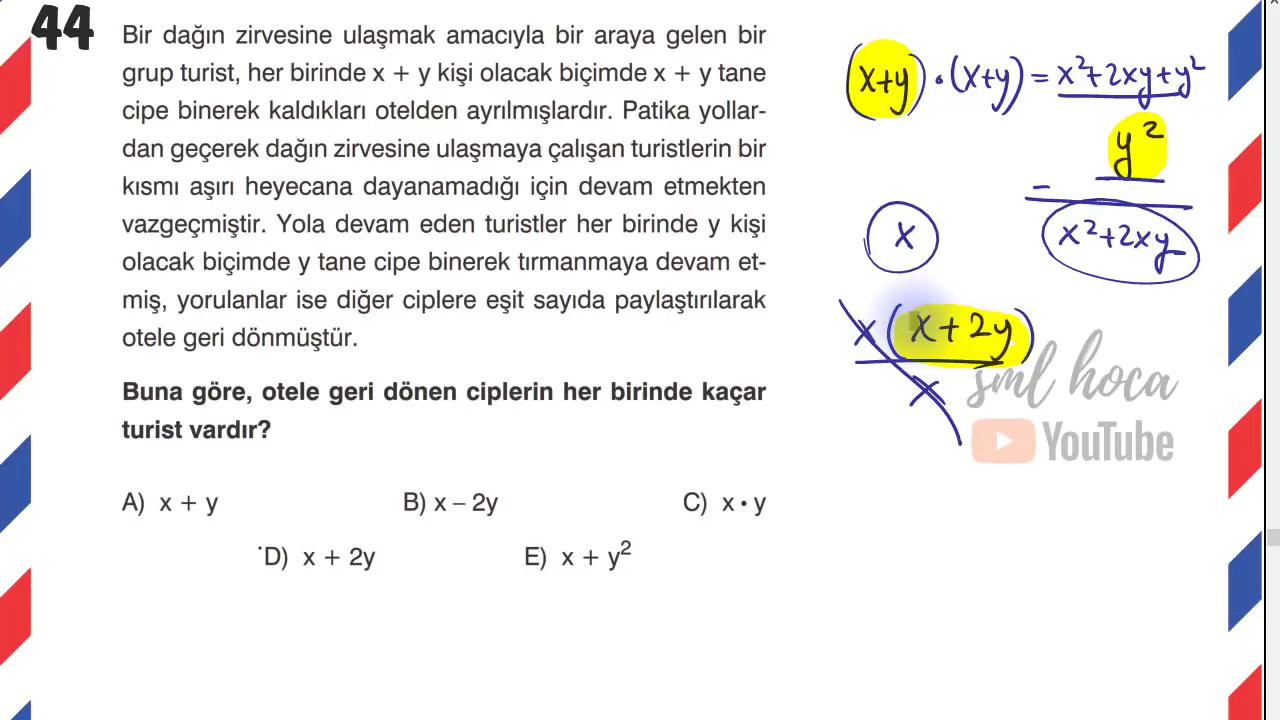 44
Bir dağın zirvesine ulaşmak amacıyla bir araya gelen bir
grup turist, her birinde x + y kişi olacak biçimde x + y tane
cipe binerek kaldıkları otelden ayrılmışlardır. Patika yollar-
dan geçerek dağın zirvesine ulaşmaya çalışan turistlerin bir
kısmı aşırı heyecana dayanamadığı için devam etmekten
vazgeçmiştir. Yola devam eden turistler her birinde y kişi
olacak biçimde y tane cipe binerek tırmanmaya devam et-
miş, yorulanlar ise diğer ciplere eşit sayıda paylaştırılarak
otele geri dönmüştür.
Buna göre, otele geri dönen ciplerin her birinde kaçar
turist vardır?
A) x + y B) x – 2y C) x • y
D) x + 2y E) x + y²
(x+y) • (x+y) = x²+2xy+y²
y²
–
x²+2xy
x
x (x+2y)
x
sml hoca
YouTube